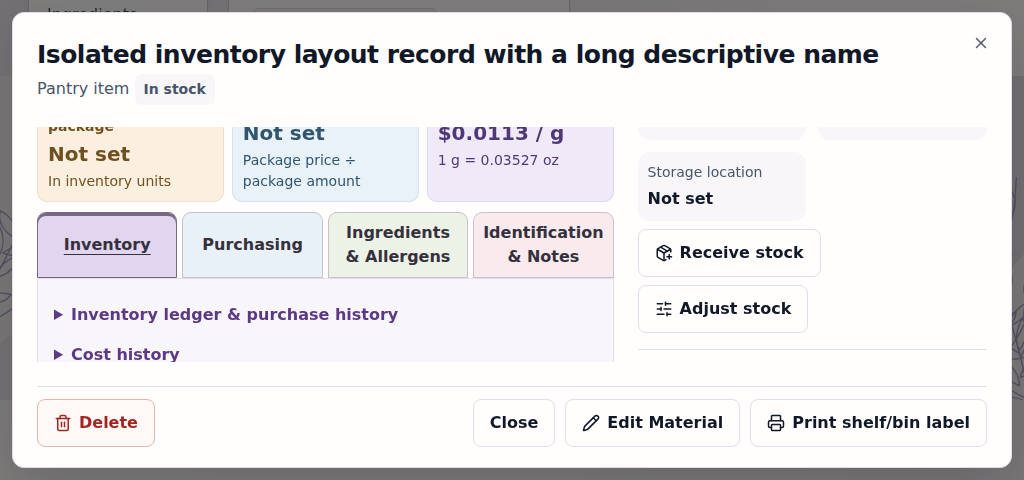 Isolated inventory layout record with a long descriptive name
Pantry item In stock
package
Not set
In inventory units
Not set
Package price ÷
package amount
$0.0113 / g
1 g = 0.03527 oz
Storage location
Not set
Inventory
Purchasing
Ingredients
& Allergens
Identification
& Notes
Receive stock
Adjust stock
Inventory ledger & purchase history
Cost history
Delete
Close
Edit Material
Print shelf/bin label